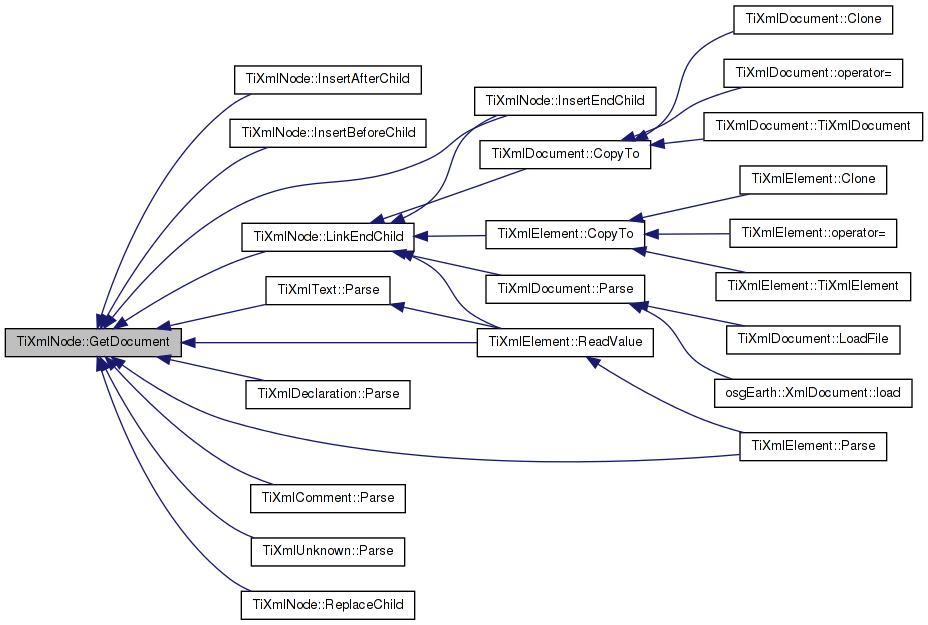 TiXmlDocument::Clone
TiXmlNode::InsertAfterChild
TiXmlDocument::operator=
TiXmlNode::InsertEndChild
TiXmlNode::InsertBeforeChild
TiXmlDocument::TiXmlDocument
TiXmlDocument::CopyTo
TiXmlElement::Clone
TiXmlNode::LinkEndChild
TiXmlElement::CopyTo
TiXmlElement::operator=
TiXmlText::Parse
TiXmlDocument::Parse
TiXmlElement::TiXmlElement
TiXmlNode::GetDocument
TiXmlElement::ReadValue
TiXmlDocument::LoadFile
TiXmlDeclaration::Parse
osgEarth::XmlDocument::load
TiXmlElement::Parse
TiXmlComment::Parse
TiXmlUnknown::Parse
TiXmlNode::ReplaceChild